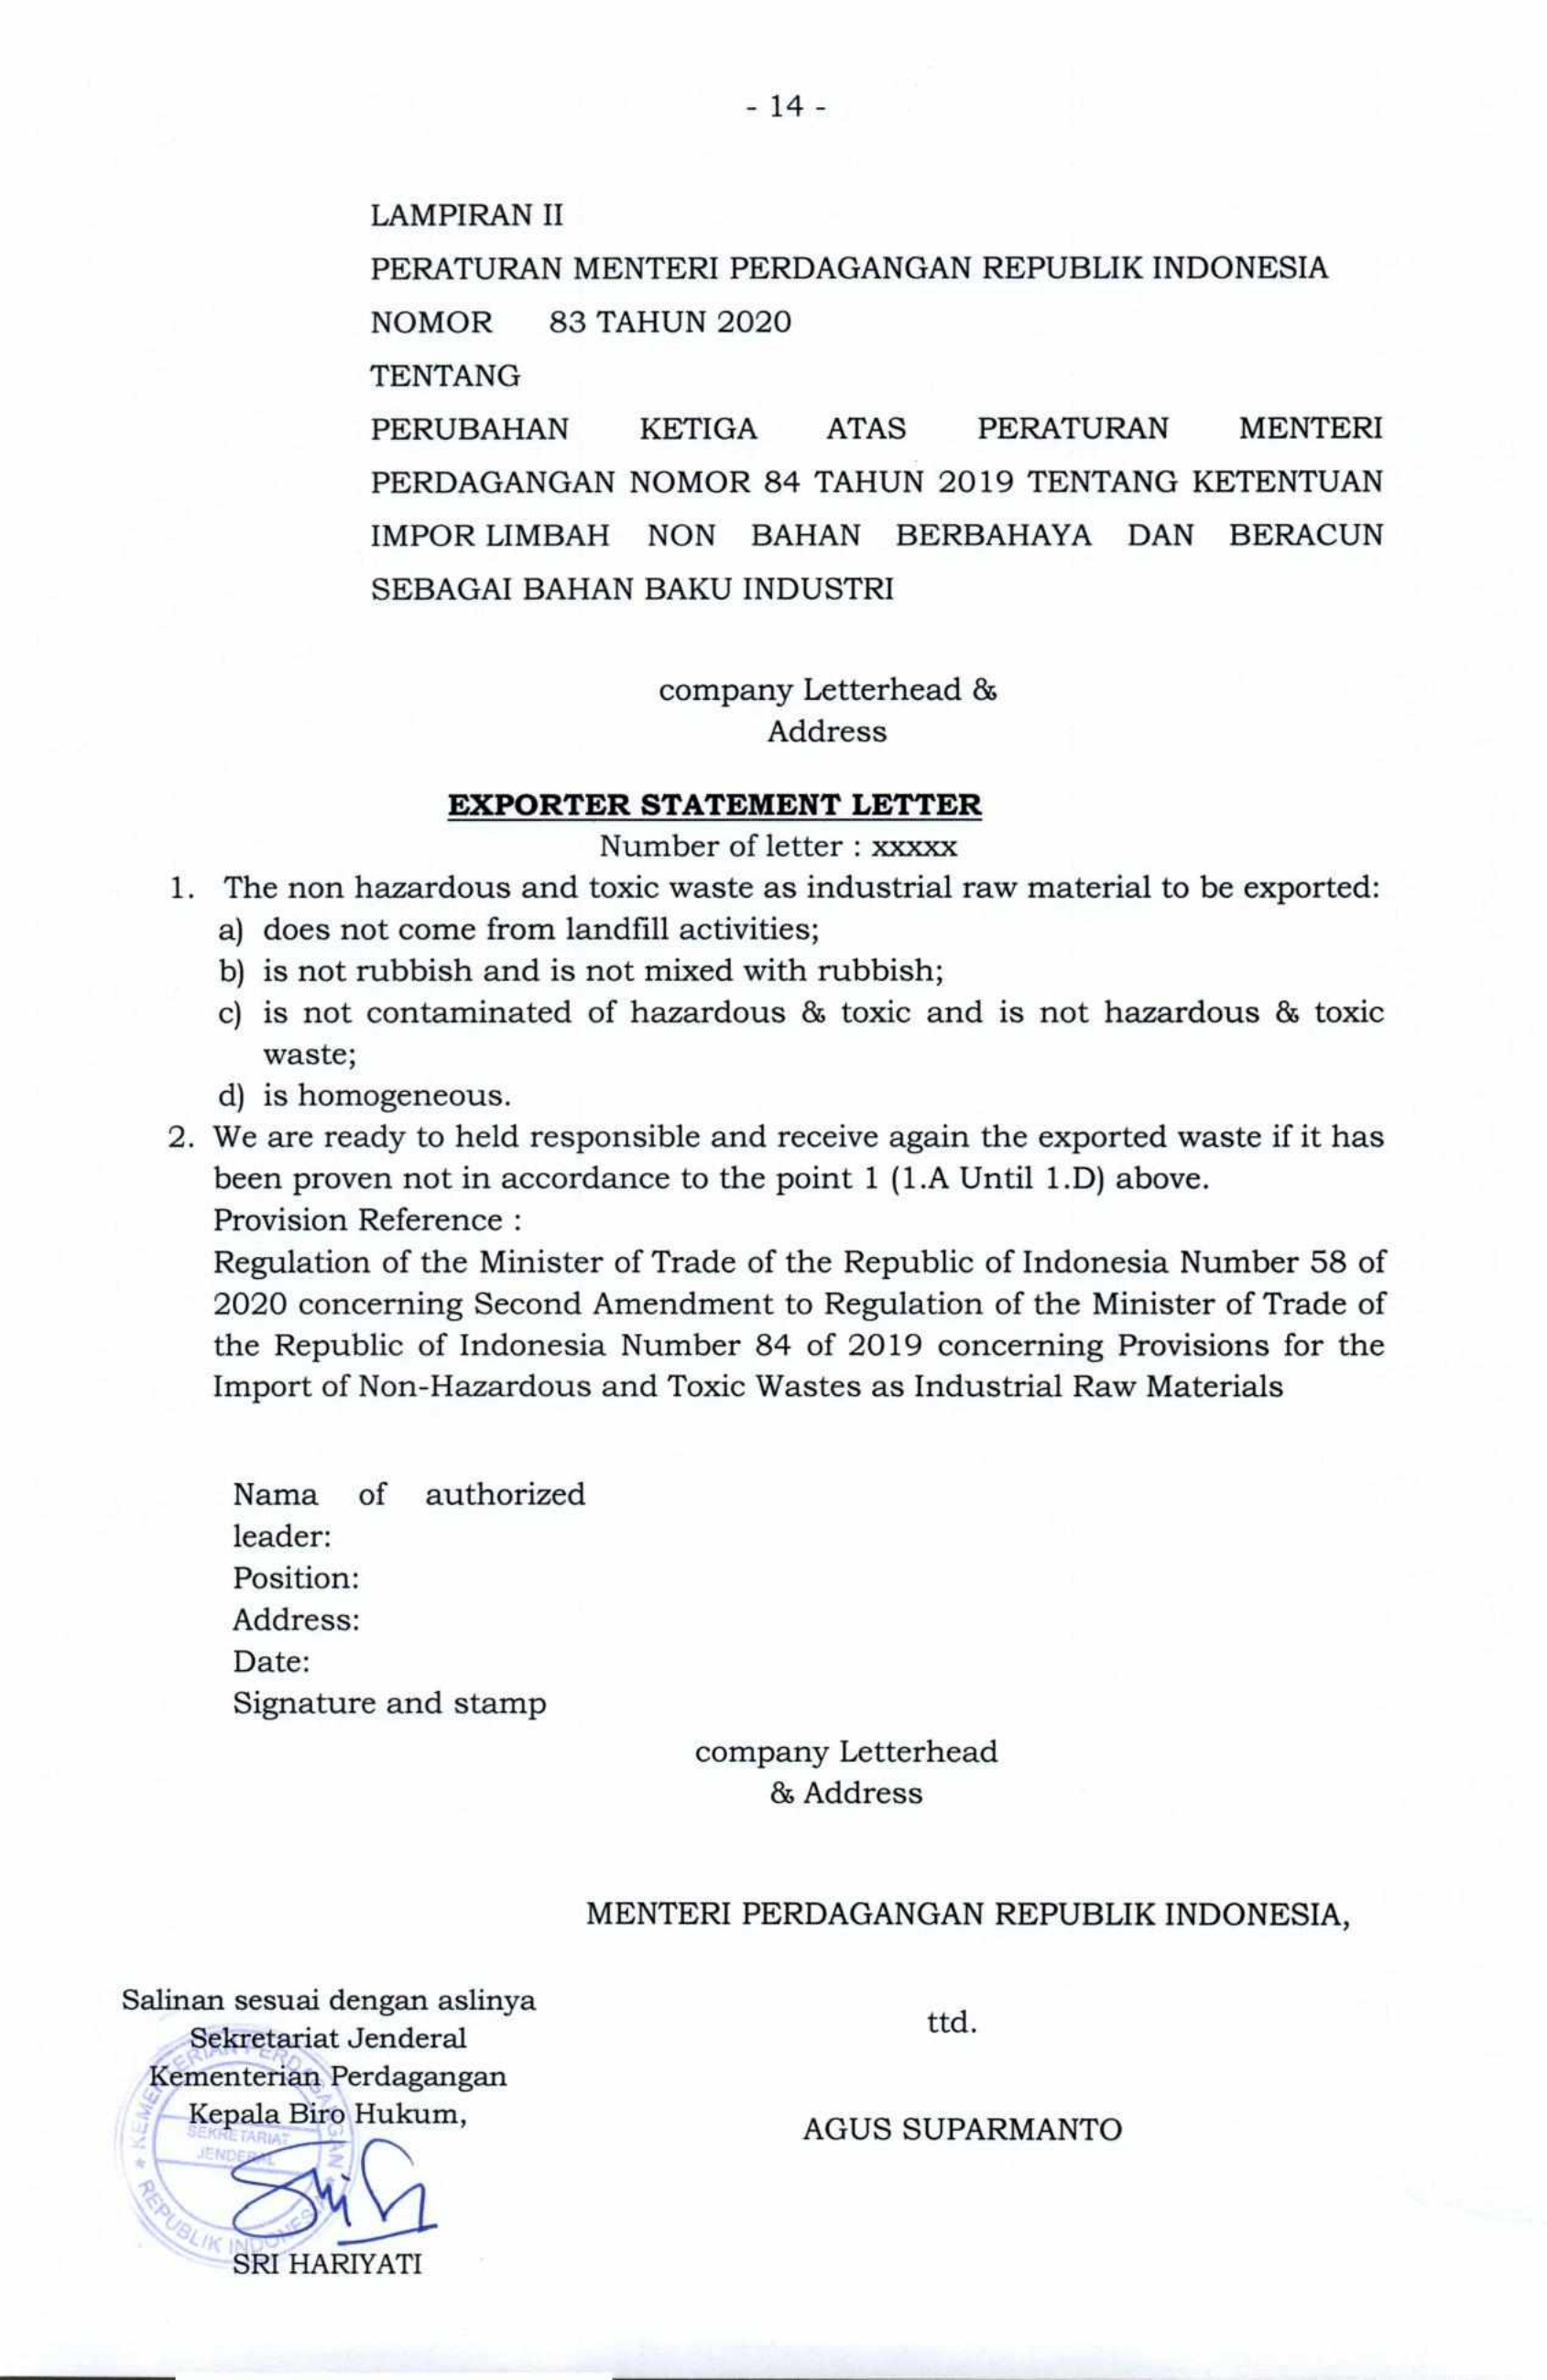 - 14 -
LAMPIRAN II
PERATURAN MENTERI PERDAGANGAN REPUBLIK INDONESIA
NOMOR 83 TAHUN 2020
TENTANG
PERUBAHAN KETIGA ATAS PERATURAN MENTERI
PERDAGANGAN NOMOR 84 TAHUN 2019 TENTANG KETENTUAN
IMPOR LIMBAH NON BAHAN BERBAHAYA DAN BERACUN
SEBAGAI BAHAN BAKU INDUSTRI
company Letterhead &
Address
EXPORTER STATEMENT LETTER
Number of letter : xxxxx
1. The non hazardous and toxic waste as industrial raw material to be exported:
a) does not come from landfill activities;
b) is not rubbish and is not mixed with rubbish;
c) is not contaminated of hazardous & toxic and is not hazardous & toxic
waste;
d) is homogeneous.
2. We are ready to held responsible and receive again the exported waste if it has
been proven not in accordance to the point 1 (1.A Until 1.D) above.
Provision Reference :
Regulation of the Minister of Trade of the Republic of Indonesia Number 58 of
2020 concerning Second Amendment to Regulation of the Minister of Trade of
the Republic of Indonesia Number 84 of 2019 concerning Provisions for the
Import of Non-Hazardous and Toxic Wastes as Industrial Raw Materials
Nama of authorized
leader:
Position:
Address:
Date:
Signature and stamp
company Letterhead
& Address
MENTERI PERDAGANGAN REPUBLIK INDONESIA,
Salinan sesuai dengan aslinya
Sekretariat Jenderal
Kementerian Perdagangan
Kepala Biro Hukum,
ttd.
AGUS SUPARMANTO
KEMENTERIAN PERDAGANGAN
SEKRETARIAT
JENDERAL
REPUBLIK INDONESIA
SRI HARIYATI